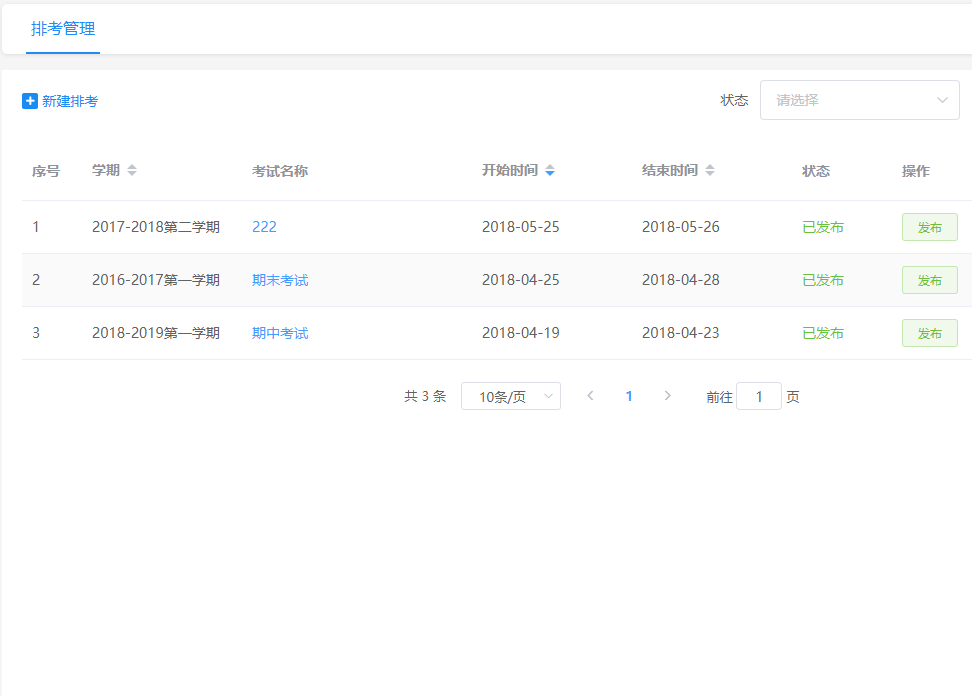 排考管理
新建排考 状态 请选择
序号 学期 考试名称 开始时间 结束时间 状态 操作
1 2017-2018第二学期 222 2018-05-25 2018-05-26 已发布 发布
2 2016-2017第一学期 期末考试 2018-04-25 2018-04-28 已发布 发布
3 2018-2019第一学期 期中考试 2018-04-19 2018-04-23 已发布 发布
共 3 条 10条/页 1 前往 1 页